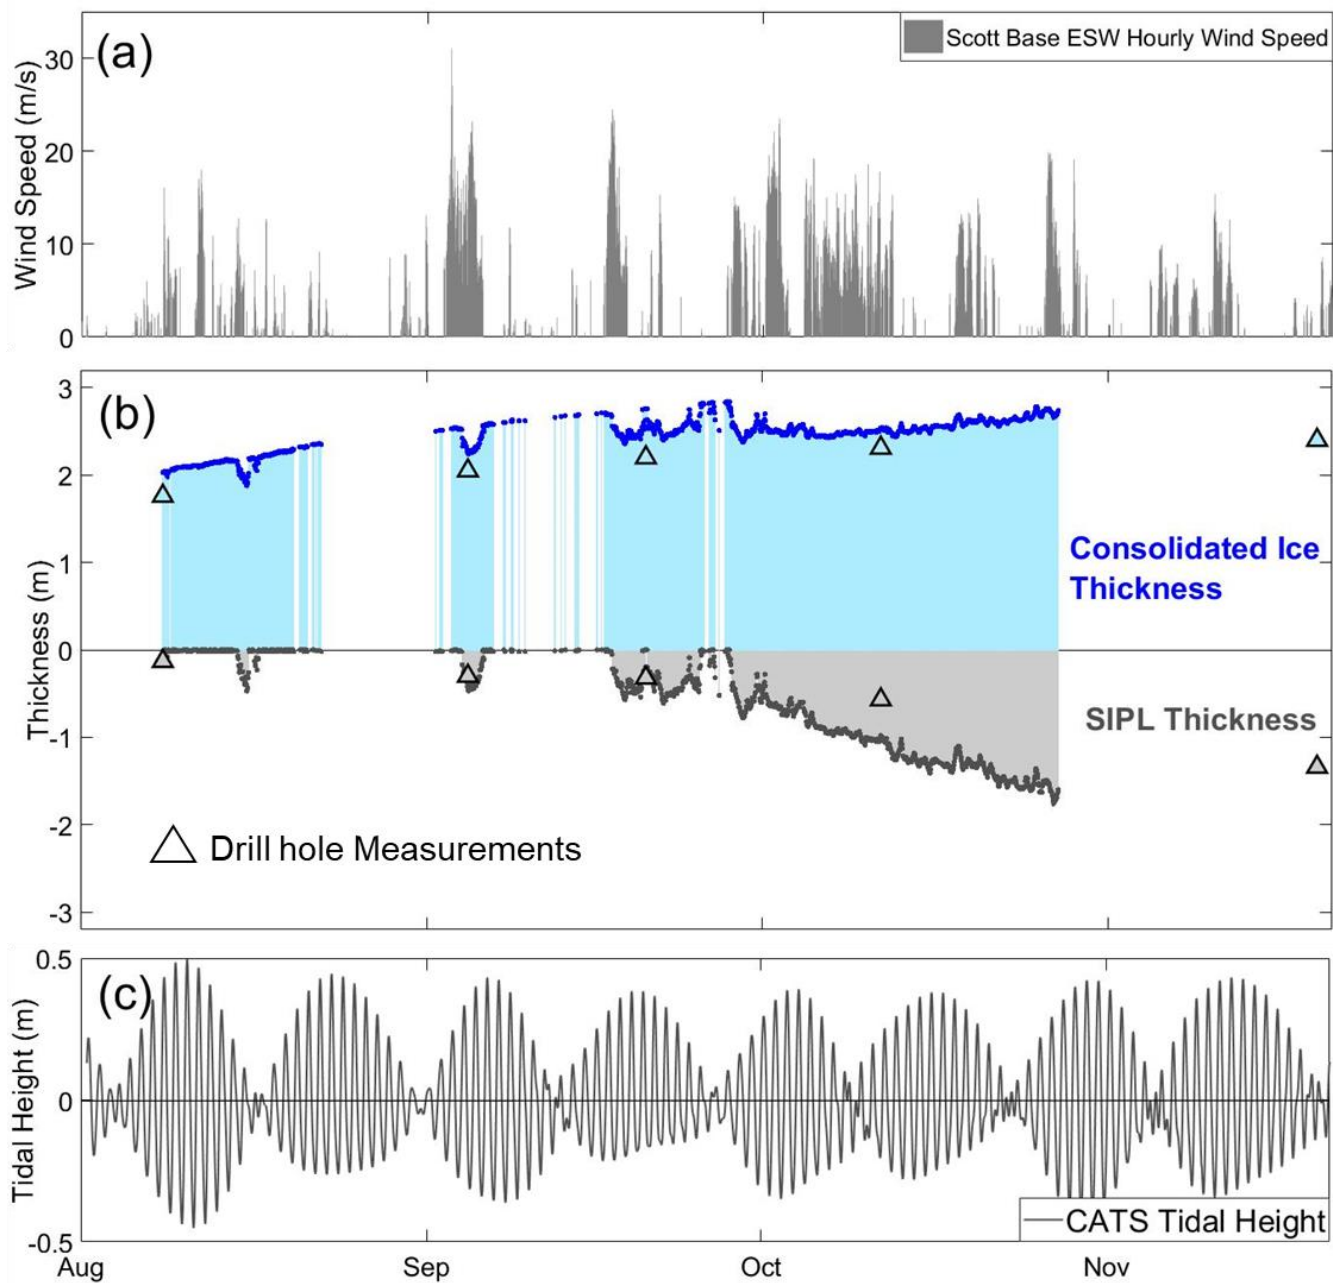 (a)
Scott Base ESW Hourly Wind Speed
Wind Speed (m/s)
30
20
10
0
(b)
Thickness (m)
3
2
1
0
-1
-2
-3
Consolidated Ice
Thickness
SIPL Thickness
Drill hole Measurements
(c)
Tidal Height (m)
0.5
0
-0.5
CATS Tidal Height
Aug
Sep
Oct
Nov